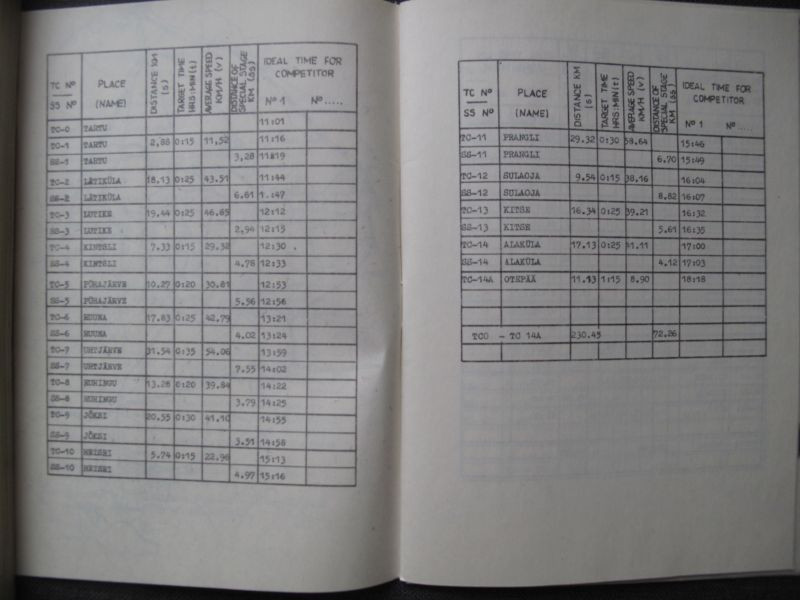 TC Nº SS Nº PLACE (NAME) DISTANCE KM (s) TARGET TIME HRS:MIN(t) AVERAGE SPEED KM/H (v) DISTANCE OF SPECIAL STAGE KM (SS) IDEAL TIME FOR COMPETITOR Nº 1 Nº.....
TC-0 TARTU 11:01
TC-1 TARTU 2,88 0:15 11,52 11:16
SS-1 TARTU 3,28 11:19
TC-2 LÄTIKÜLA 18,13 0:25 43.51 11:44
SS-2 LÄTIKÜLA 6.61 :47
TC-3 LUTIKE 19,44 0:25 46,65 12:12
SS-3 LUTIKE 2,94 12:15
TC-4 KINTSLI 7.33 0:15 29,32 12:30
SS-4 KINTSLI 4.78 12:33
TC-5 PÜHAJÄRVE 10.27 0:20 30.81 12:53
SS-5 PÜHAJÄRVE 5.56 12:56
TC-6 17.83 0:25 42.79 13:21
SS-6 4.02 13:24
TC-7 UHTJÄRVE 31.54 0:35 54.06 13:59
SS-7 UHTJÄRVE 7.55 14:02
TC-8 13.28 0:20 39.84 14:22
SS-8 3.79 14:25
TC-9 JÕKSI 20.55 0:30 41.10 14:55
SS-9 JÕKSI 3.51 14:58
TC-10 5.74 0:15 22.96 15:13
SS-10 4.97 15:16
TC Nº SS Nº PLACE (NAME) DISTANCE KM (s) TARGET TIME HRS:MIN(t) AVERAGE SPEED KM/H (v) DISTANCE OF SPECIAL STAGE KM (SS) IDEAL TIME FOR COMPETITOR Nº 1 Nº.....
TC-11 PRANGLI 29.32 0:30 58.64 15:46
SS-11 PRANGLI 6.70 15:49
TC-12 SULAOJA 9.54 0:15 38.16 16:04
SS-12 SULAOJA 8.82 16:07
TC-13 KITSE 16.34 0:25 39.21 16:32
SS-13 KITSE 5.61 16:35
TC-14 ALAKÜLA 17.13 0:25 41.11 17:00
SS-14 ALAKÜLA 4.12 17:03
TC-14A OTEPÄÄ 11.13 1:15 8.90 18:18
TC0 - TC 14A 230.45 72.26